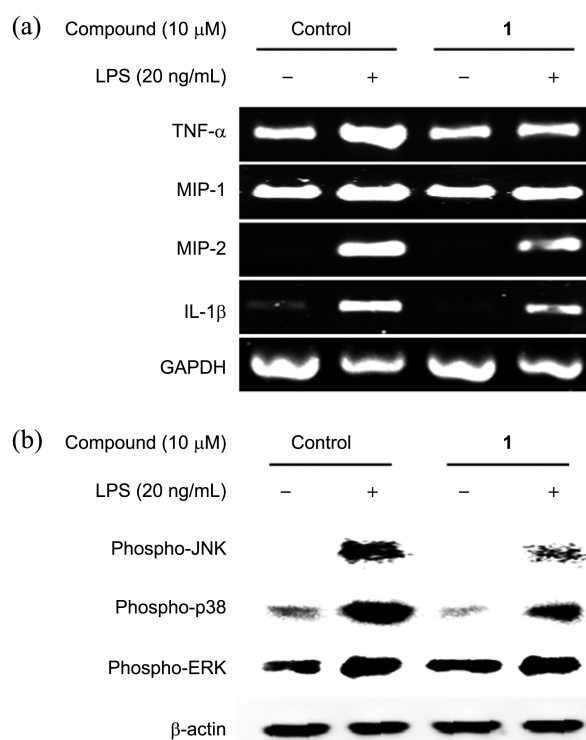 (a) Compound (10 μM) Control 1
LPS (20 ng/mL) − + − +
TNF-α
MIP-1
MIP-2
IL-1β
GAPDH
(b) Compound (10 μM) Control 1
LPS (20 ng/mL) − + − +
Phospho-JNK
Phospho-p38
Phospho-ERK
β-actin